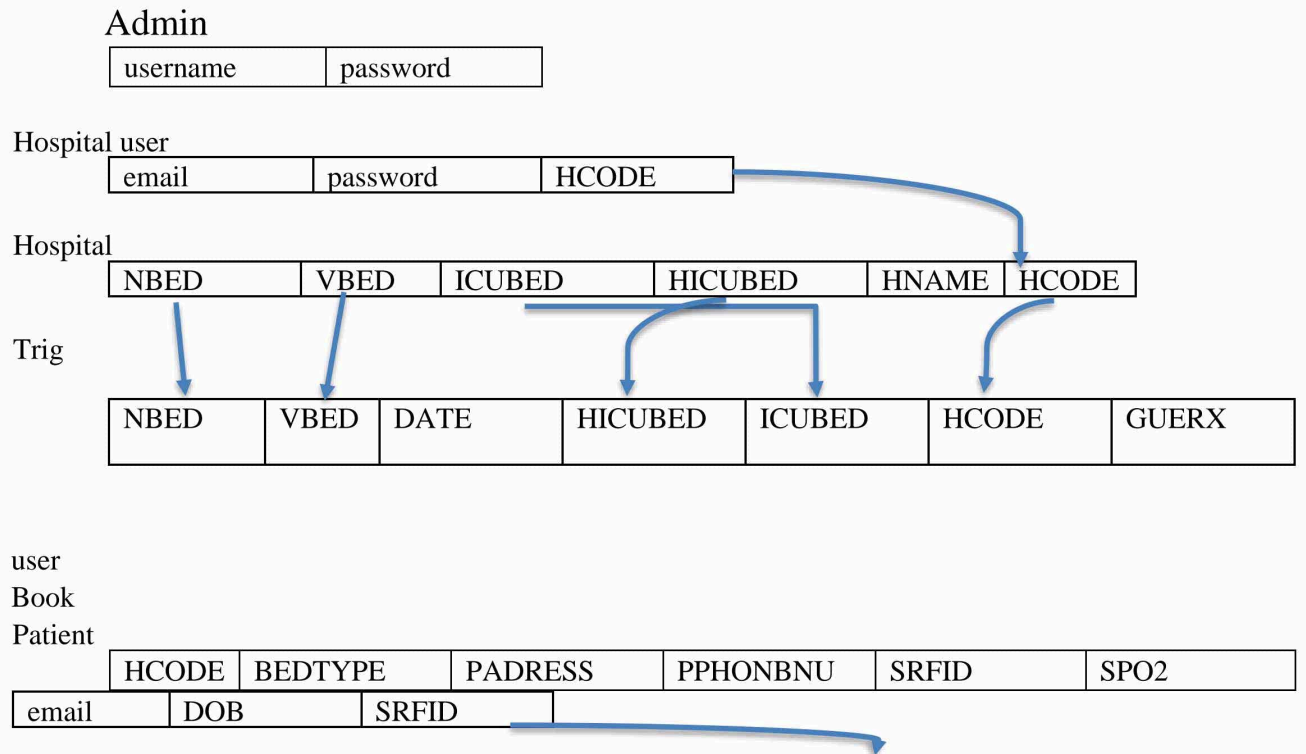 Admin
username password
Hospital user
email password HCODE
Hospital
NBED VBED ICUBED HICUBED HNAME HCODE
Trig
NBED VBED DATE HICUBED ICUBED HCODE GUERX
user
Book
Patient
HCODE BEDTYPE PADRESS PPHONBNU SRFID SPO2
email DOB SRFID